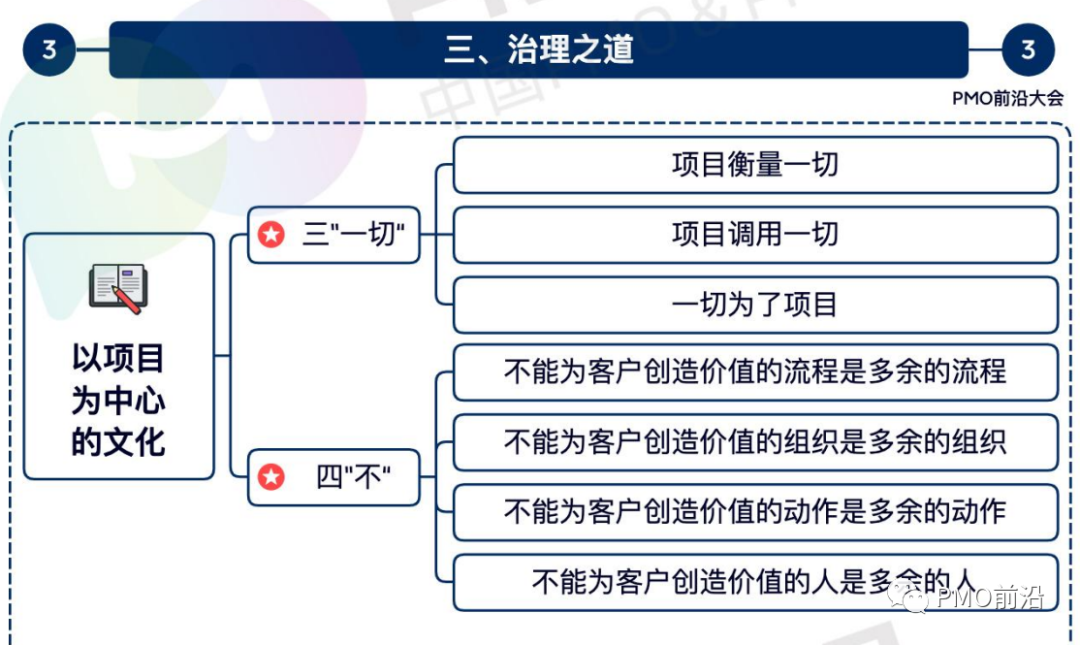 3
三、治理之道
3
PMO前沿大会
以项目
为中心
的文化
三"一切"
项目衡量一切
项目调用一切
一切为了项目
四"不"
不能为客户创造价值的流程是多余的流程
不能为客户创造价值的组织是多余的组织
不能为客户创造价值的动作是多余的动作
不能为客户创造价值的人是多余的人
PMO前沿